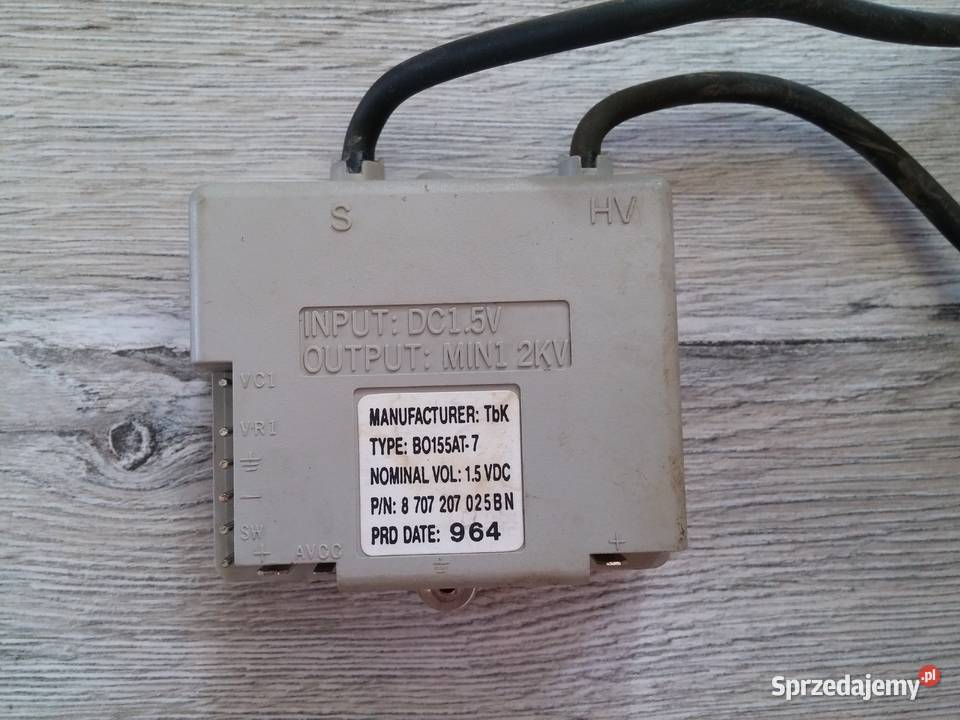 S
HV
INPUT: DC1.5V
OUTPUT: MIN1 2KV
VC1
VR1
SW
AVCC
+
+
MANUFACTURER: TbK
TYPE: BO155AT-7
NOMINAL VOL: 1.5 VDC
P/N: 8 707 207 025BN
PRD DATE: 964
Sprzedajemy.pl